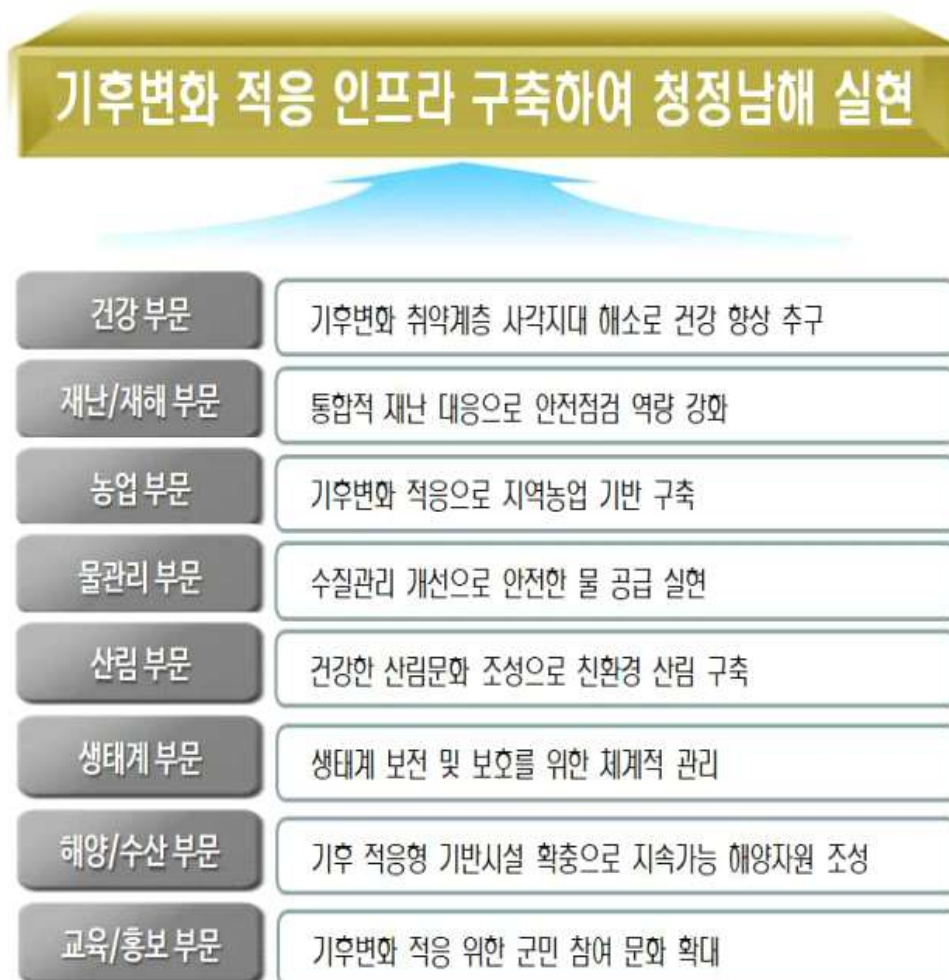 기후변화 적응 인프라 구축하여 청정남해 실현
건강 부문
기후변화 취약계층 사각지대 해소로 건강 향상 추구
재난/재해 부문
통합적 재난 대응으로 안전점검 역량 강화
농업 부문
기후변화 적응으로 지역농업 기반 구축
물관리 부문
수질관리 개선으로 안전한 물 공급 실현
산림 부문
건강한 산림문화 조성으로 친환경 산림 구축
생태계 부문
생태계 보전 및 보호를 위한 체계적 관리
해양/수산 부문
기후 적응형 기반시설 확충으로 지속가능 해양자원 조성
교육/홍보 부문
기후변화 적응 위한 군민 참여 문화 확대